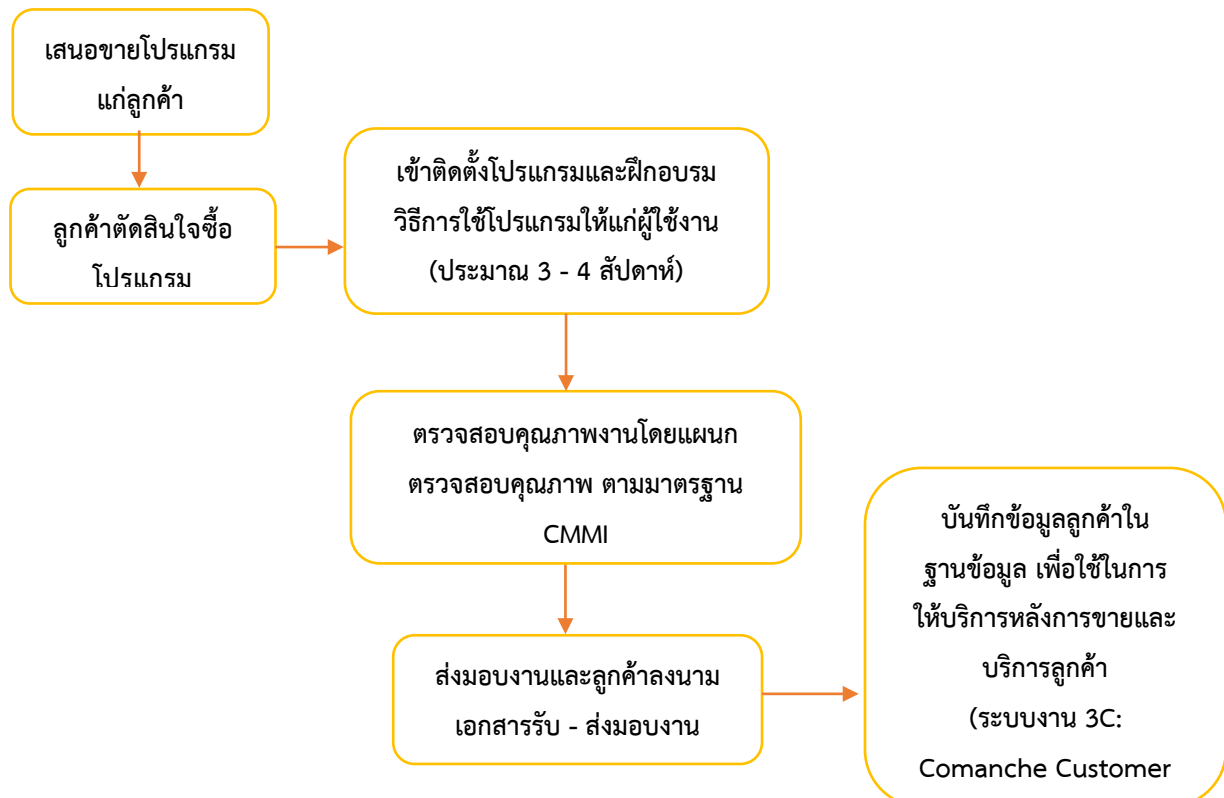 เสนอขายโปรแกรม
แก่ลูกค้า
ลูกค้าตัดสินใจซื้อ
โปรแกรม
เข้าติดตั้งโปรแกรมและฝึกอบรม
วิธีการใช้โปรแกรมให้แก่ผู้ใช้งาน
(ประมาณ 3 - 4 สัปดาห์)
ตรวจสอบคุณภาพงานโดยแผนก
ตรวจสอบคุณภาพ ตามมาตรฐาน
CMMI
ส่งมอบงานและลูกค้าลงนาม
เอกสารรับ - ส่งมอบงาน
บันทึกข้อมูลลูกค้าใน
ฐานข้อมูล เพื่อใช้ในการ
ให้บริการหลังการขายและ
บริการลูกค้า
(ระบบงาน 3C:
Comanche Customer